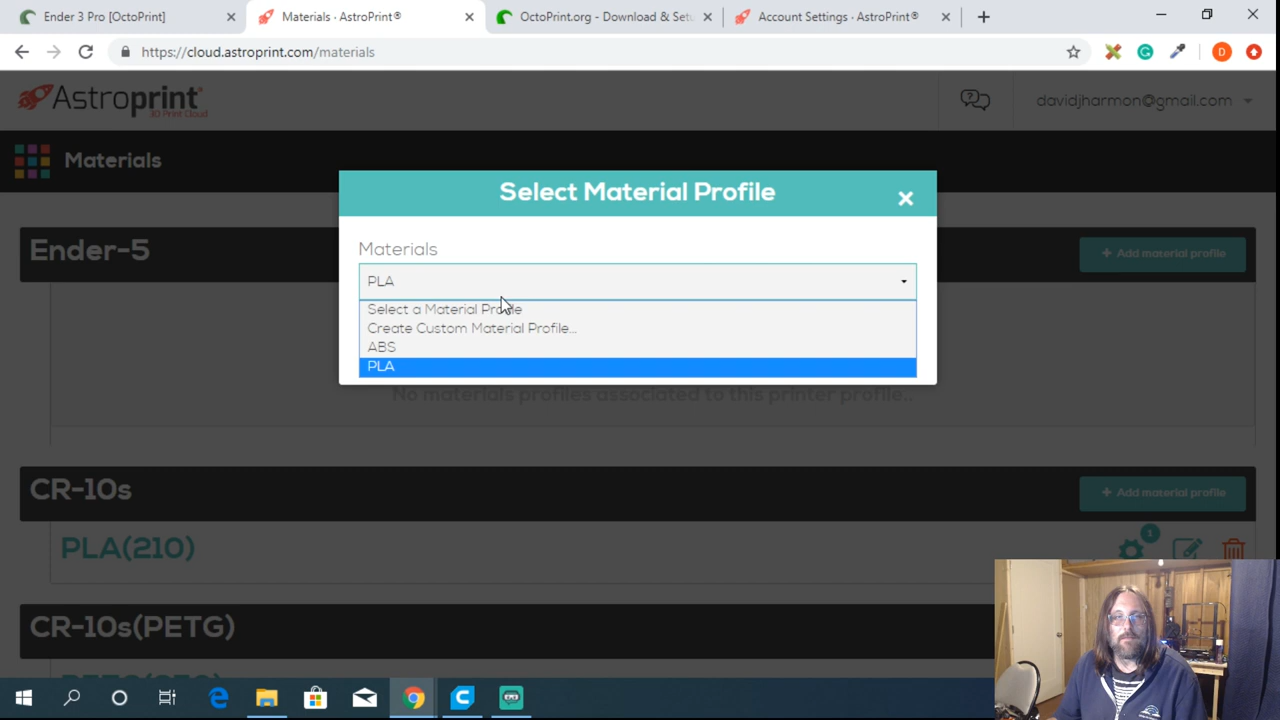 Ender 3 Pro [OctoPrint]
Materials · AstroPrint®
OctoPrint.org - Download & Setu
Account Settings · AstroPrint®
https://cloud.astroprint.com/materials
D
Astroprint
3D Print Cloud
davidjharmon@gmail.com
Materials
Select Material Profile
Ender-5
+ Add material profile
Materials
PLA
Select a Material Profile
Create Custom Material Profile...
ABS
PLA
No materials profiles associated to this printer profile..
CR-10s
+ Add material profile
PLA(210)
1
CR-10s(PETG)